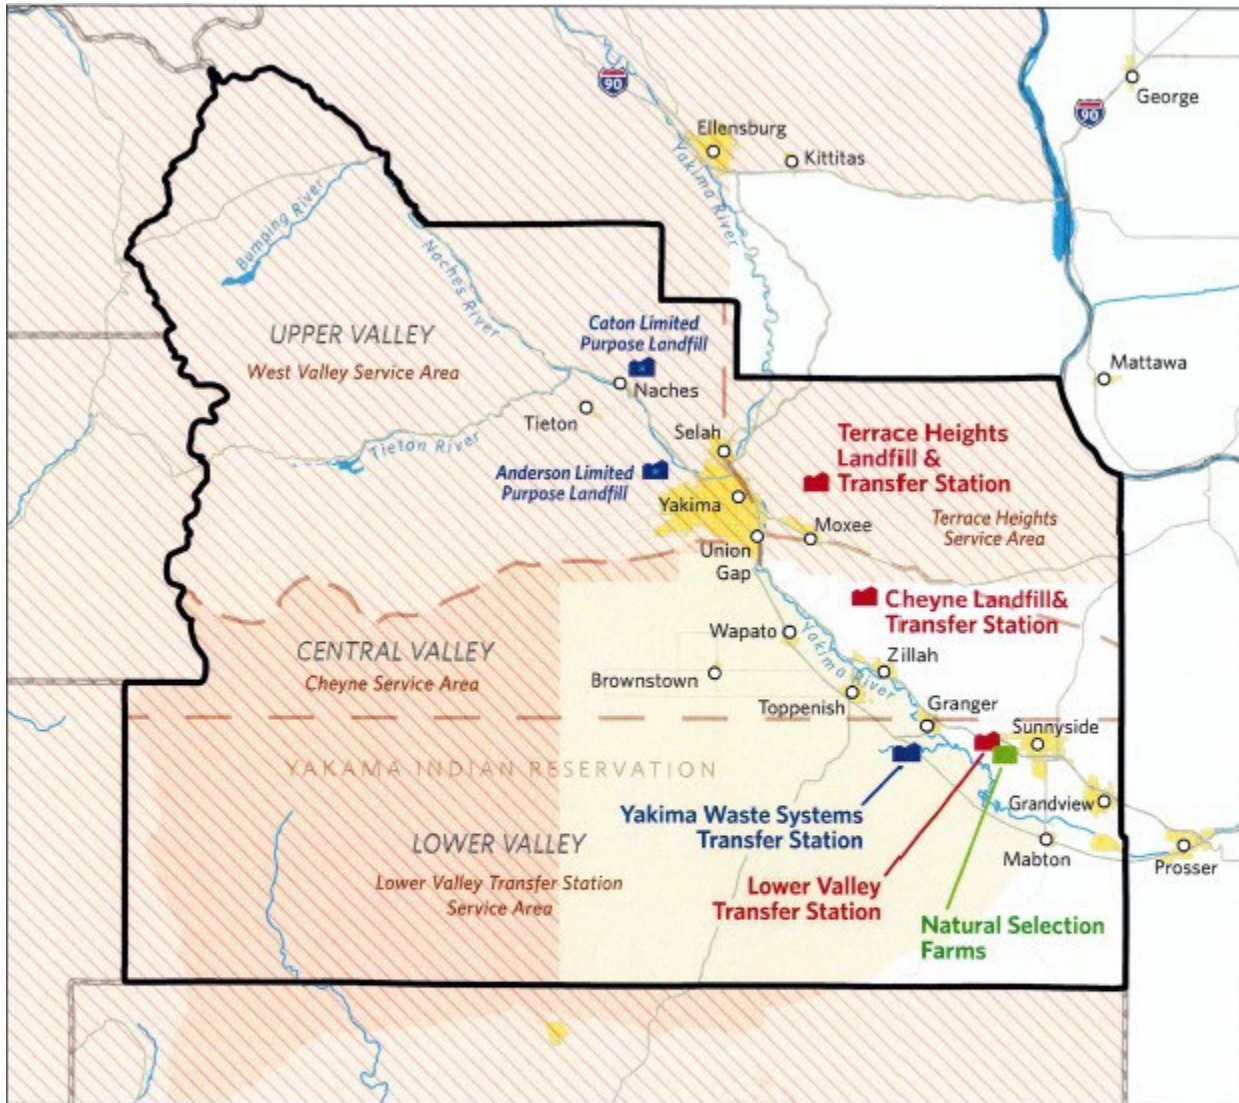 90
George
90
Ellensburg
Kittitas
Yakima River
Bumping River
Naches River
UPPER VALLEY
West Valley Service Area
Caton Limited
Purpose Landfill
Naches
Mattawa
Tieton
Selah
Tieton River
Terrace Heights
Landfill &
Transfer Station
Anderson Limited
Purpose Landfill
Yakima
Moxee
Terrace Heights
Service Area
Union
Gap
Cheyne Landfill&
Transfer Station
Wapato
Yakima River
CENTRAL VALLEY
Cheyne Service Area
Zillah
Brownstown
Toppenish
Granger
Sunnyside
YAKAMA INDIAN RESERVATION
Grandview
Yakima Waste Systems
Transfer Station
LOWER VALLEY
Mabton
Prosser
Lower Valley Transfer Station
Service Area
Lower Valley
Transfer Station
Natural Selection
Farms